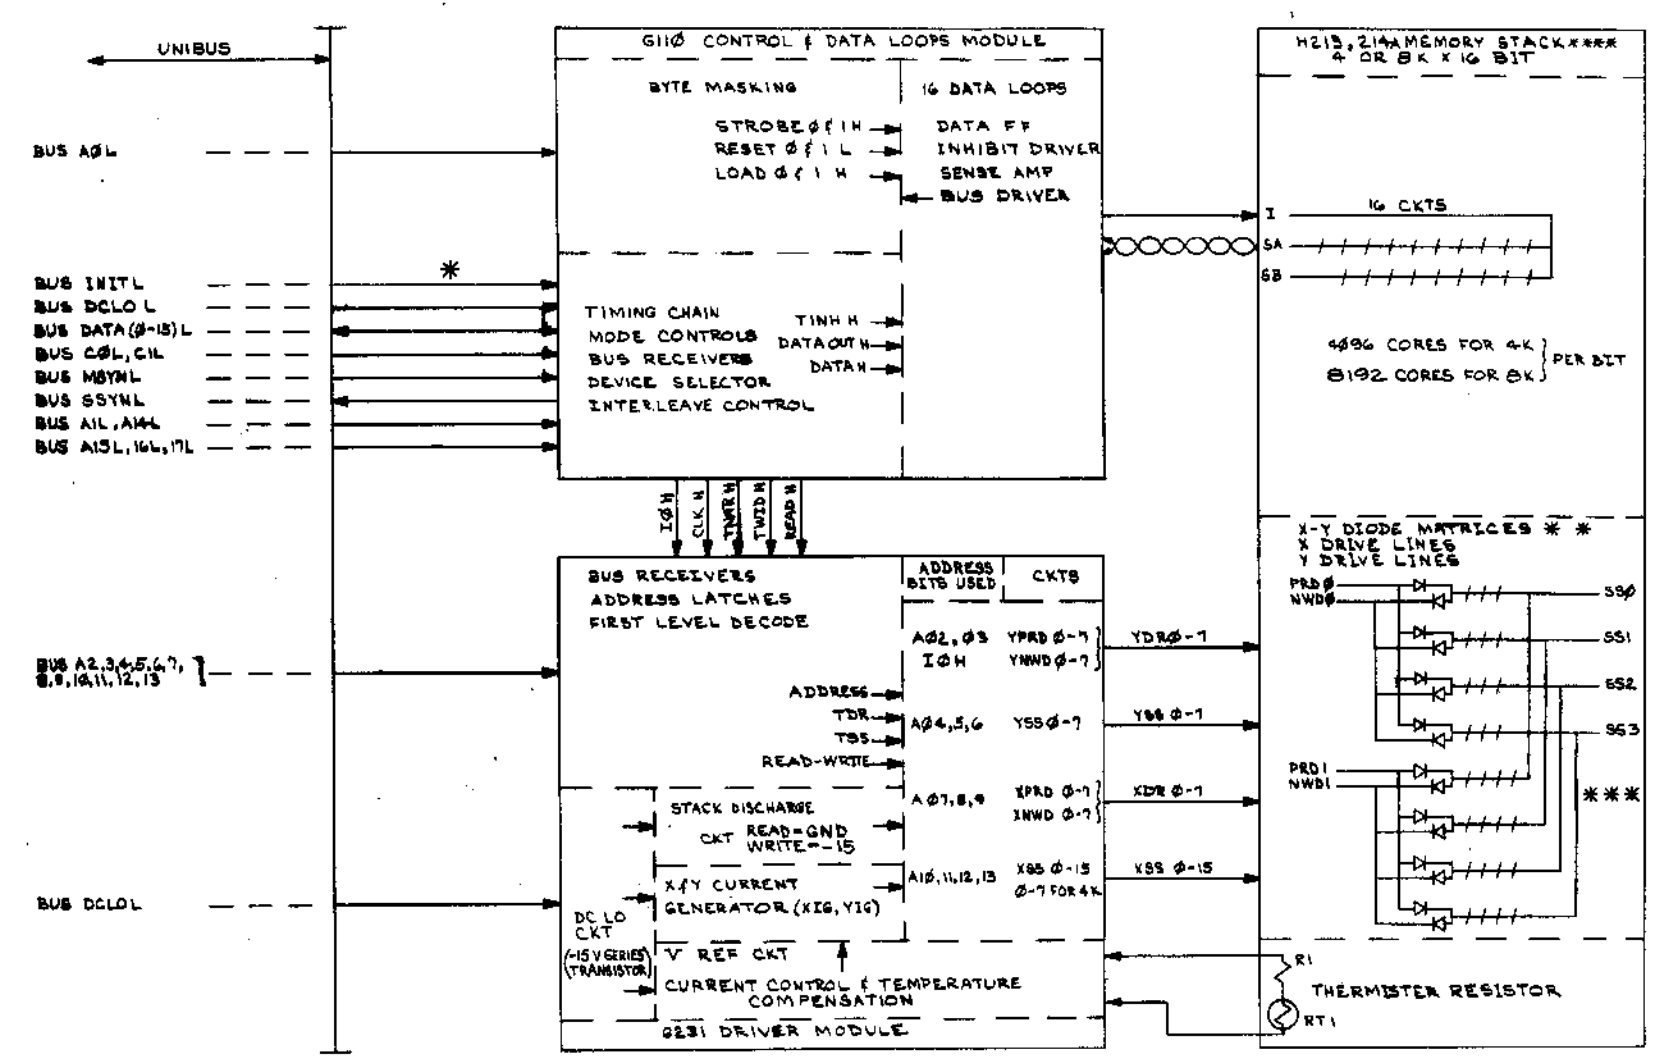 UNIBUS
BUS AØL
BUS INITL
BUS DCLO L
BUS DATA (Ø-15) L
BUS CØL, C1L
BUS MSYNL
BUS SSYNL
BUS A1L, A14L
BUS A15L, 16L, 17L
BUS A2,3,4,5,6,7,
8,9,10,11,12,13
BUS DCLOL
*
G11Ø CONTROL & DATA LOOPS MODULE
BYTE MASKING
STROBE Ø & 1 H
RESET Ø & 1 L
LOAD Ø & 1 H
16 DATA LOOPS
DATA FF
INHIBIT DRIVER
SENSE AMP
BUS DRIVER
TIMING CHAIN
MODE CONTROLS
BUS RECEIVERS
DEVICE SELECTOR
INTERLEAVE CONTROL
TINH H
DATA OUT H
DATA H
IØ H
CLK H
TNAR H
TWID H
READ H
BUS RECEIVERS
ADDRESS LATCHES
FIRST LEVEL DECODE
ADDRESS
BITS USED
CKTS
AØ2, Ø3
IØH
YPRD Ø-7
YNWD Ø-7
YDRØ-7
ADDRESS
TDR
TSS
READ-WRITE
AØ4,5,6
YSS Ø-7
YSS Ø-7
AØ7,8,9
XPRD Ø-7
XNWD Ø-7
XDR Ø-7
A1Ø,11,12,13
XSS Ø-15
Ø-7 FOR 4K
XSS Ø-15
STACK DISCHARGE
CKT READ=GND
WRITE=-15
X & Y CURRENT
GENERATOR (XIG, YIG)
DC LO
CKT
(-15 V SERIES
TRANSISTOR)
V REF CKT
CURRENT CONTROL & TEMPERATURE
COMPENSATION
G231 DRIVER MODULE
H213, 214A MEMORY STACK ****
4 OR 8K X 16 BIT
I
16 CKTS
SA
SB
4Ø96 CORES FOR 4K
8192 CORES FOR 8K
PER BIT
X-Y DIODE MATRICES * *
X DRIVE LINES
Y DRIVE LINES
PRDØ
NWDØ
SSØ
SS1
SS2
SS3
PRD1
NWD1
***
R1
THERMISTER RESISTOR
RT1